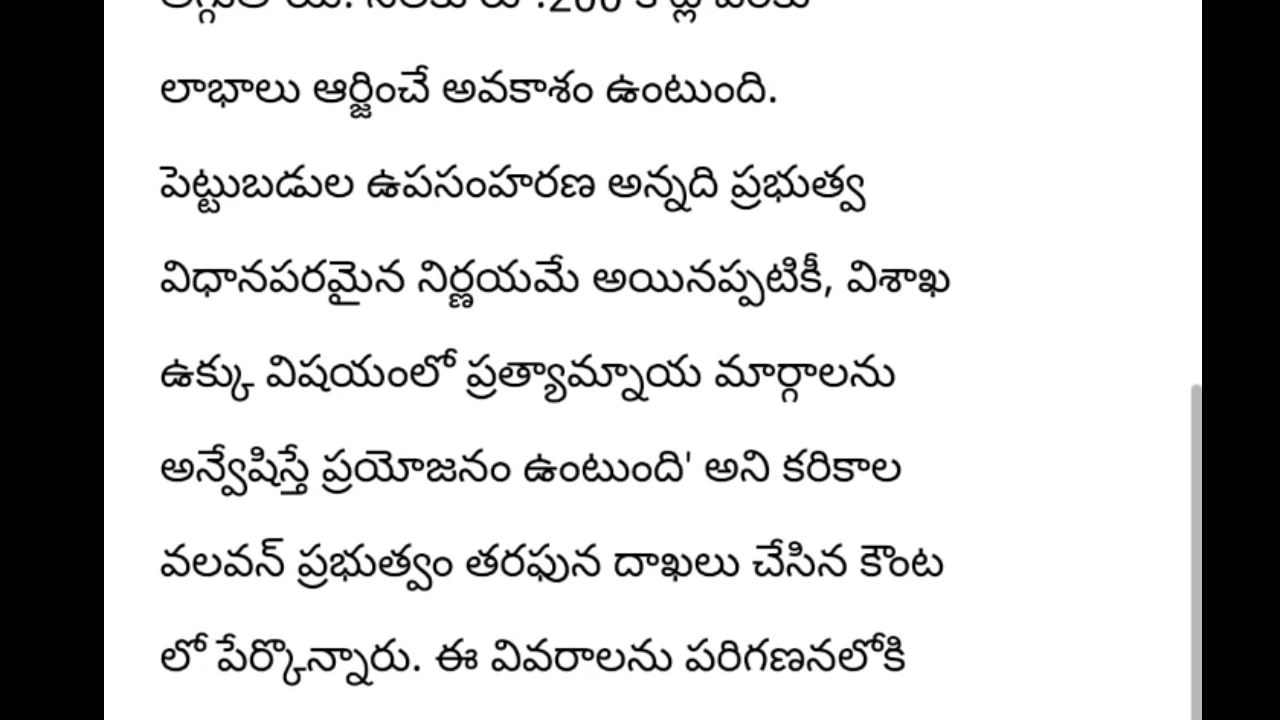 లాభాలు ఆర్జించే అవకాశం ఉంటుంది.
పెట్టుబడుల ఉపసంహరణ అన్నది ప్రభుత్వ
విధానపరమైన నిర్ణయమే అయినప్పటికీ, విశాఖ
ఉక్కు విషయంలో ప్రత్యామ్నాయ మార్గాలను
అన్వేషిస్తే ప్రయోజనం ఉంటుంది' అని కరికాల
వలవన్ ప్రభుత్వం తరఫున దాఖలు చేసిన కౌంట
లో పేర్కొన్నారు. ఈ వివరాలను పరిగణనలోకి